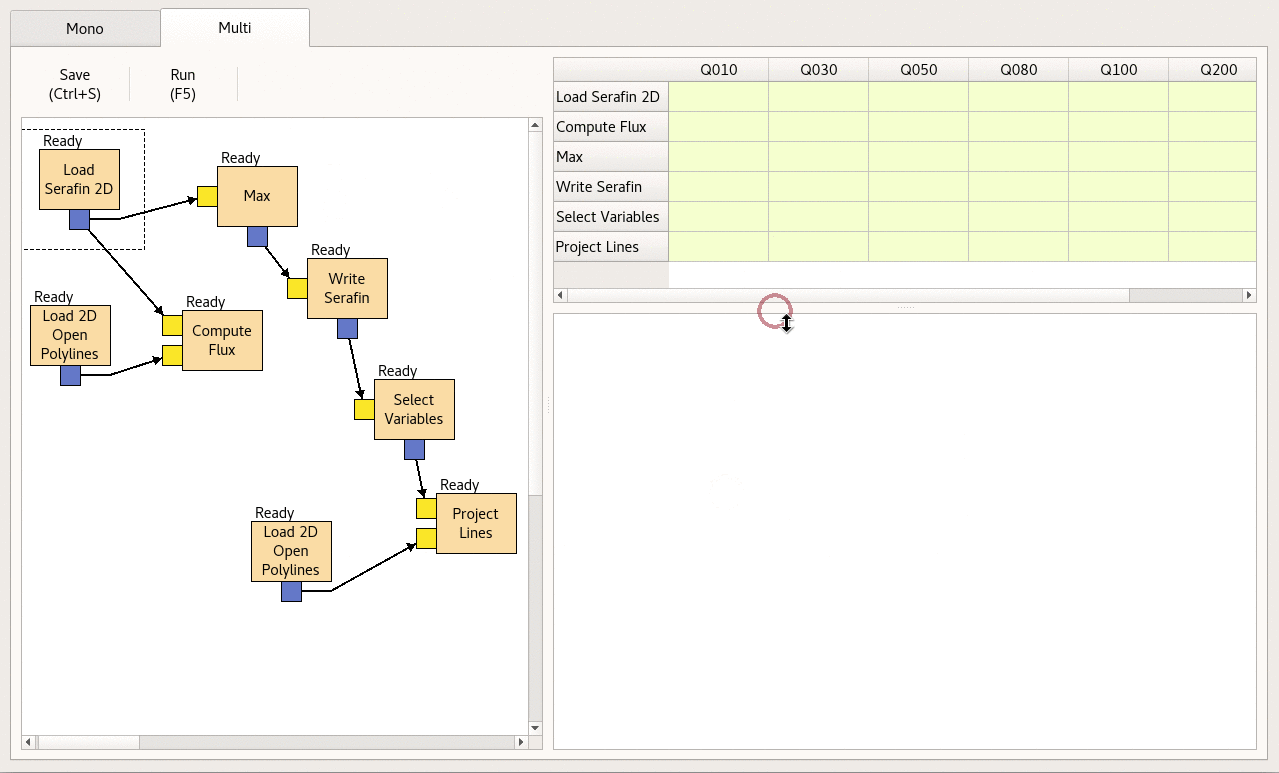 Mono
Multi
Save
(Ctrl+S)
Run
(F5)
Ready
Load
Serafin 2D
Ready
Max
Ready
Write
Serafin
Ready
Load 2D
Open
Polylines
Ready
Compute
Flux
Ready
Select
Variables
Ready
Project
Lines
Ready
Load 2D
Open
Polylines
Q010 Q030 Q050 Q080 Q100 Q200
Load Serafin 2D
Compute Flux
Max
Write Serafin
Select Variables
Project Lines